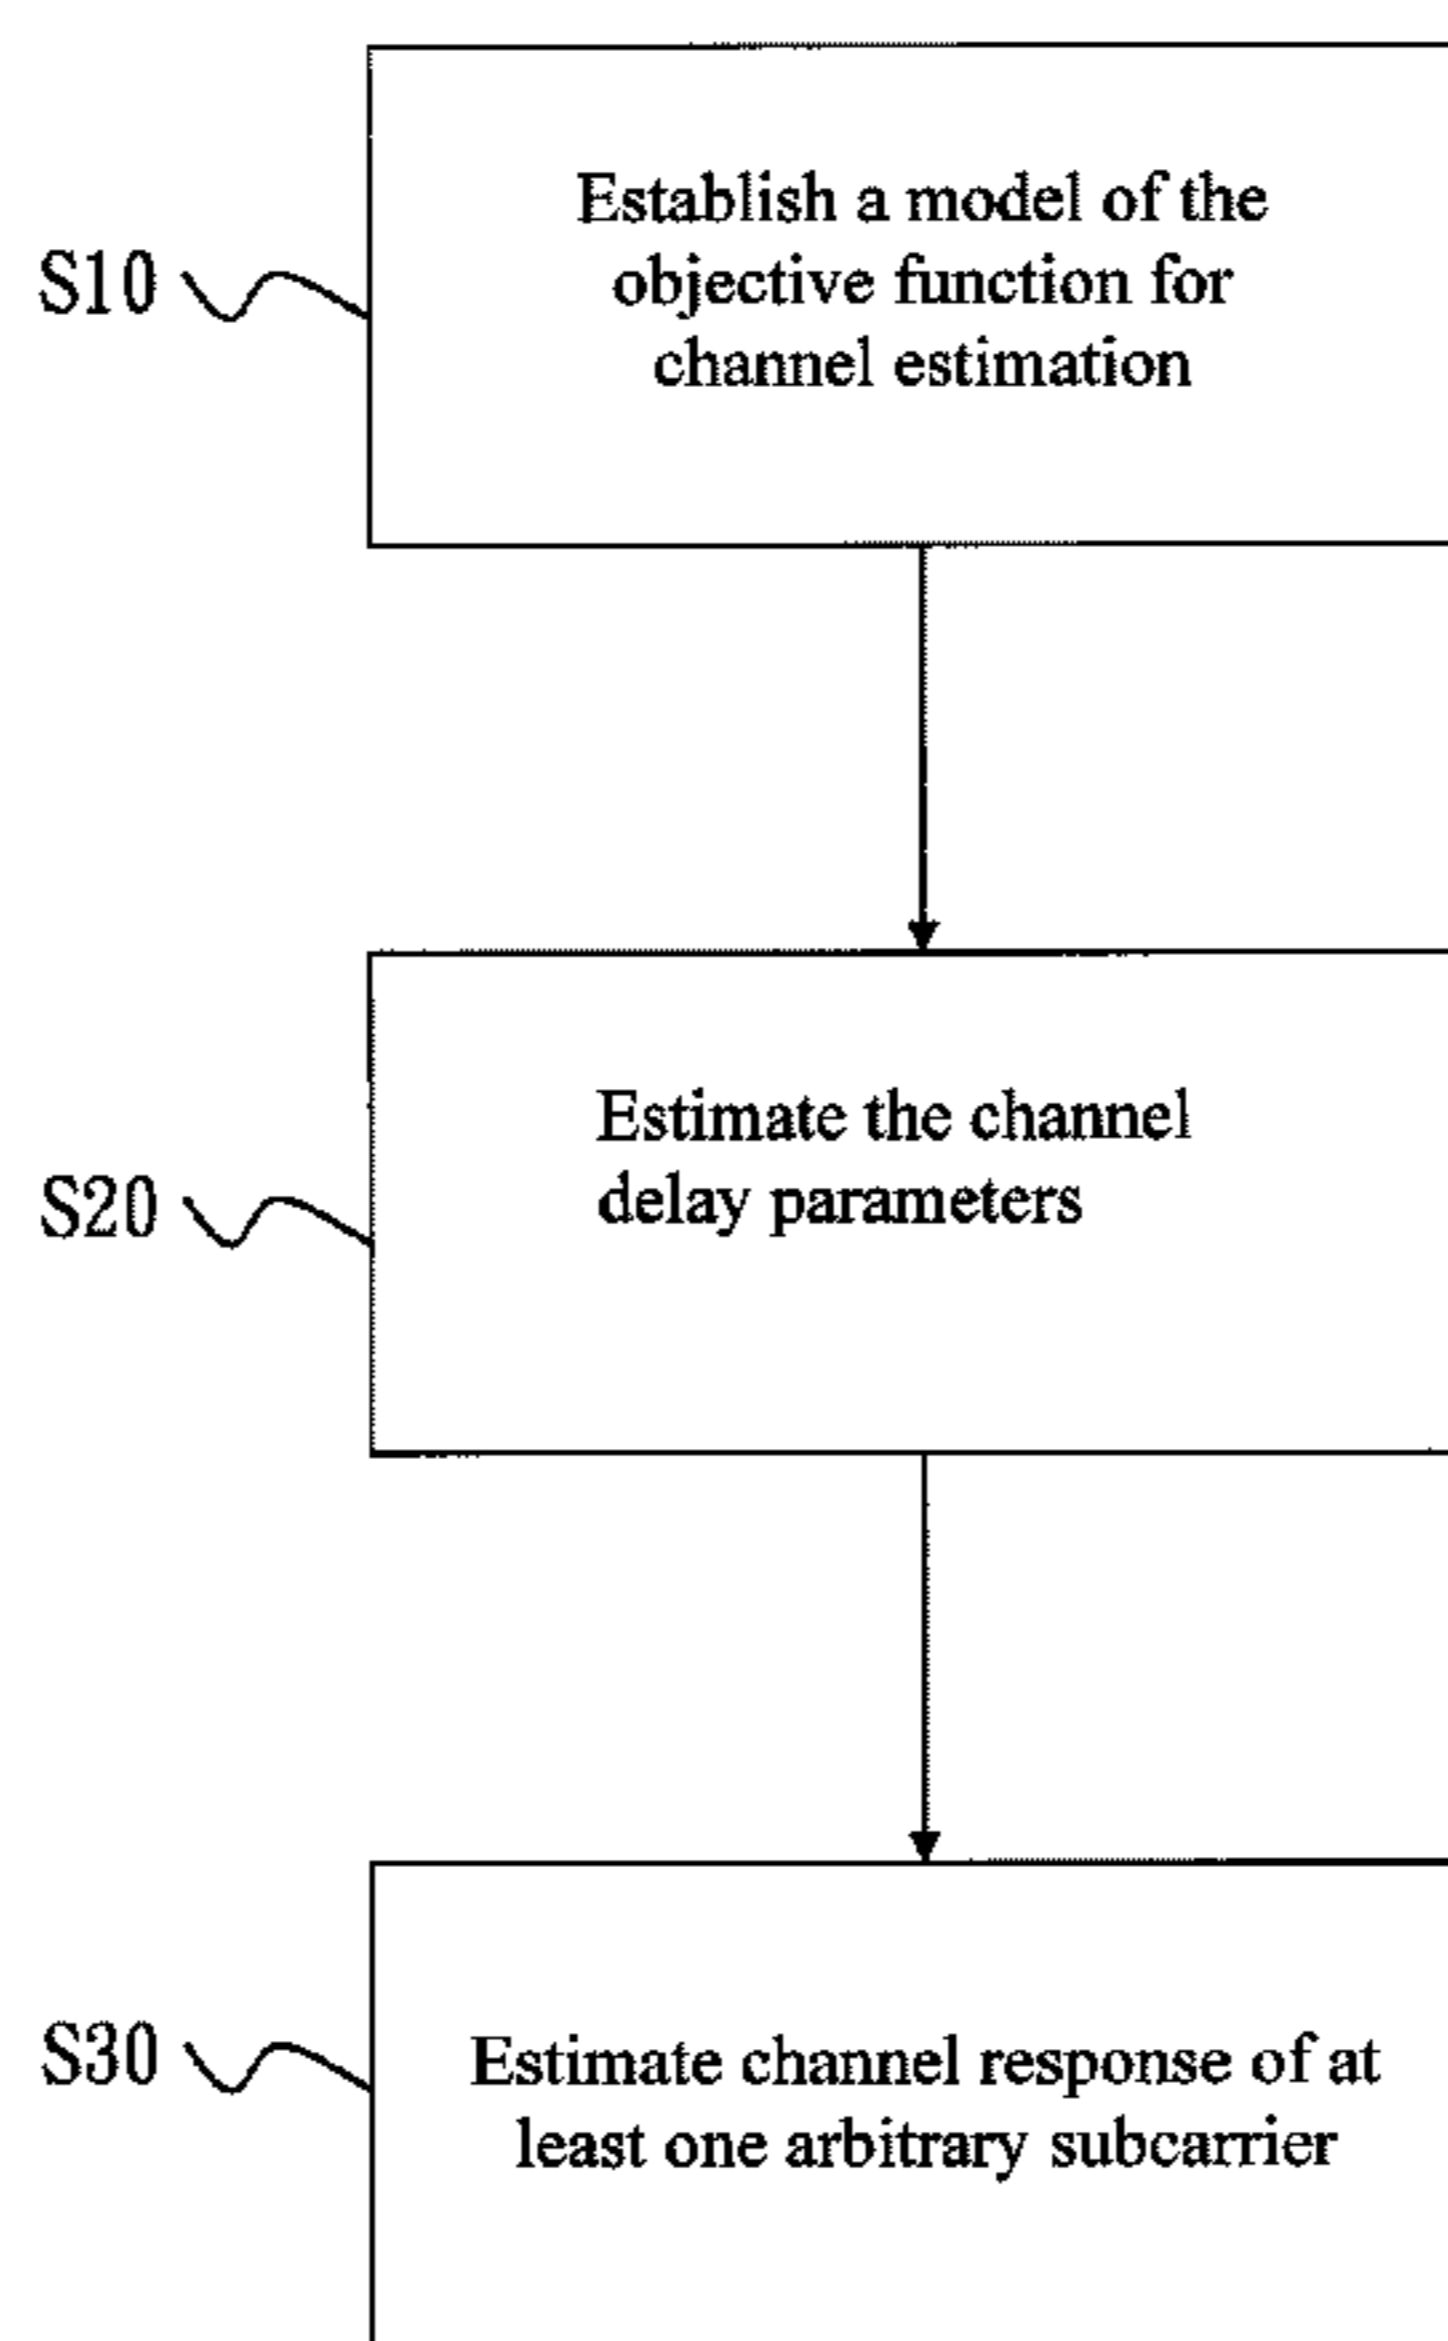 Establish a model of the
objective function for
channel estimation
S10
Estimate the channel
delay parameters
S20
Estimate channel response of at
least one arbitrary subcarrier
S30